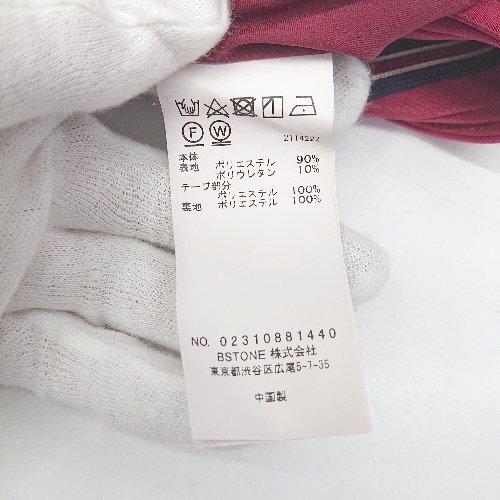 F W
2114222
本体
表地 ポリエステル 90%
ポリウレタン 10%
テープ部分
ポリエステル 100%
裏地 ポリエステル 100%
NO. 02310881440
BSTONE 株式会社
東京都渋谷区広尾5-7-35
中国製